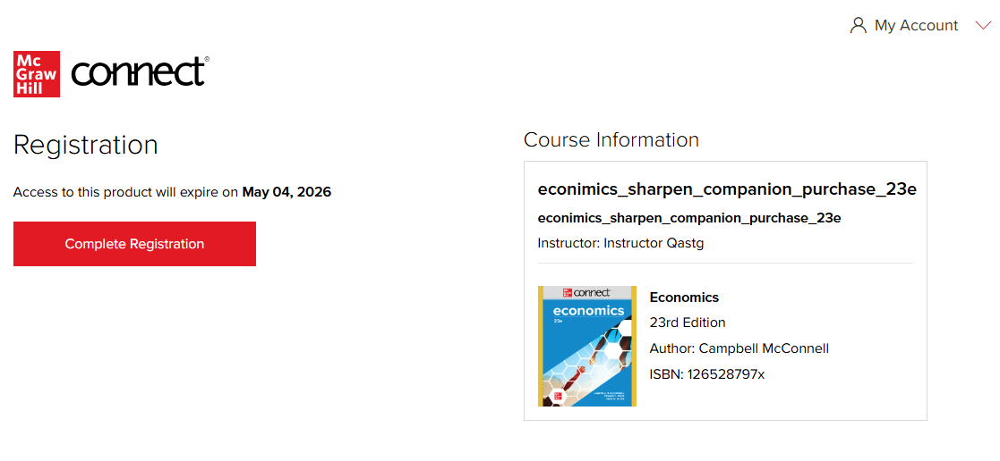 My Account
Mc
Graw
Hill
connect©
Registration
Access to this product will expire on May 04, 2026
Complete Registration
Course Information
econimics_sharpen_companion_purchase_23e
econimics_sharpen_companion_purchase_23e
Instructor: Instructor Qastg
connect
economics
23e
Economics
23rd Edition
Author: Campbell McConnell
ISBN: 126528797x